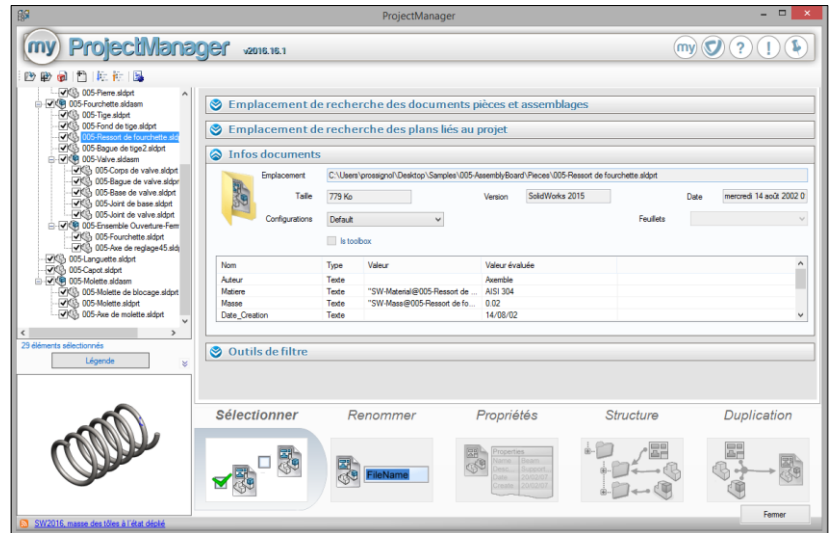 ProjectManager
my ProjectManager v2016.16.1
my
005-Pierre.sldprt
005-Fourchette.sldasm
005-Tige.sldprt
005-Fond de tige.sldprt
005-Ressort de fourchette.sld
005-Bague de tige2.sldprt
005-Valve.sldasm
005-Corps de valve.sldprt
005-Bague de valve.sldpr
005-Base de valve.sldprt
005-Joint de base.sldprt
005-Joint de valve.sldprt
005-Ensemble Ouverture-Ferm
005-Fourchette.sldprt
005-Axe de reglage45.sldp
005-Languette.sldprt
005-Capot.sldprt
005-Molette.sldasm
005-Molette de blocage.sldprt
005-Molette.sldprt
005-Axe de molette.sldprt
29 éléments sélectionnés
Légende
Emplacement de recherche des documents pièces et assemblages
Emplacement de recherche des plans liés au projet
Infos documents
Emplacement C:\Users\prossignol\Desktop\Samples\005-AssemblyBoard\Pieces\005-Ressort de fourchette.sldprt
Taille 779 Ko Version SolidWorks 2015 Date mercredi 14 août 2002 0
Configurations Default Feuillets
Is toolbox
Nom Type Valeur Valeur évaluée
Auteur Texte Axemble
Matiere Texte "SW-Material@005-Ressort de ... AISI 304
Masse Texte "SW-Mass@005-Ressort de fo... 0.02
Date_Creation Texte 14/08/02
Outils de filtre
Sélectionner Renommer Propriétés Structure Duplication
FileName
Properties
Fermer
SW2016, masse des tôles à l'état déplié